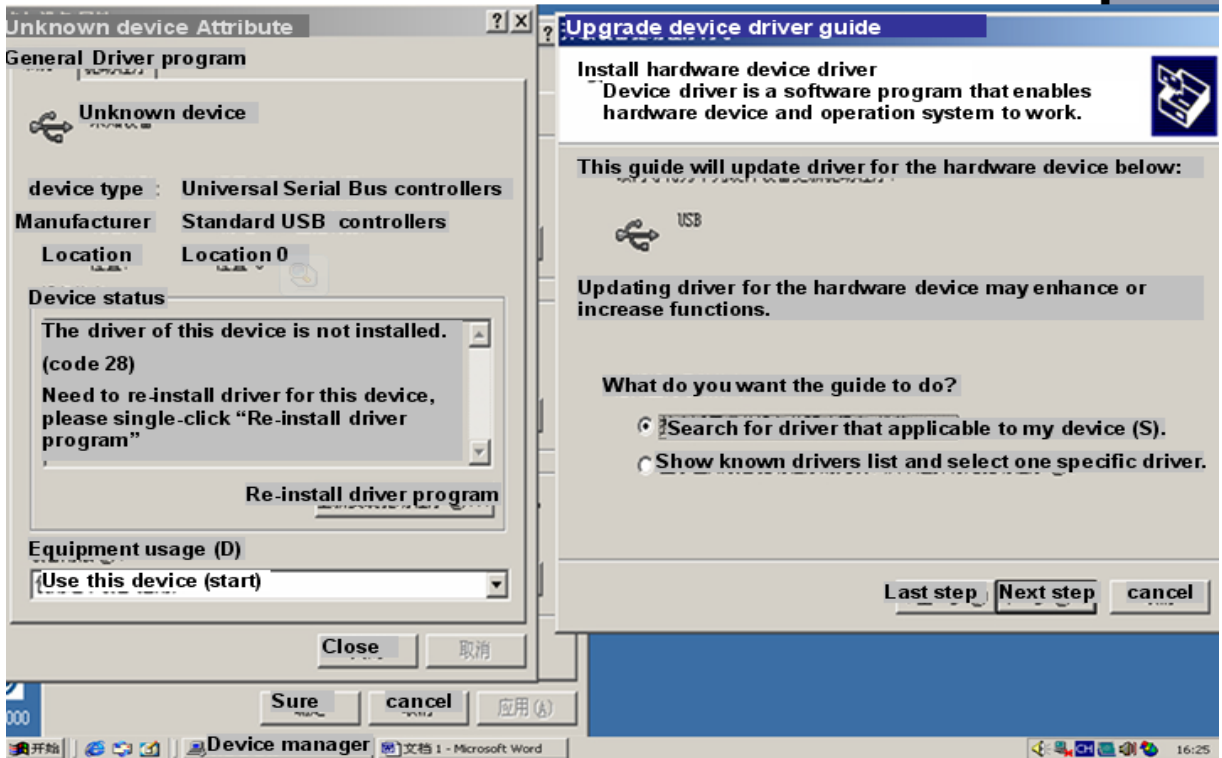 Unknown device Attribute
General Driver program
Unknown device
device type : Universal Serial Bus controllers
Manufacturer Standard USB controllers
Location Location 0
Device status
The driver of this device is not installed.
(code 28)
Need to re-install driver for this device,
please single-click “Re-install driver
program”
Re-install driver program
Equipment usage (D)
Use this device (start)
Close 取消
Sure cancel 应用(A)
Upgrade device driver guide
Install hardware device driver
Device driver is a software program that enables
hardware device and operation system to work.
This guide will update driver for the hardware device below:
USB
Updating driver for the hardware device may enhance or
increase functions.
What do you want the guide to do?
Search for driver that applicable to my device (S).
Show known drivers list and select one specific driver.
Last step Next step cancel
000
开始 Device manager 文档 1 - Microsoft Word CH 16:25